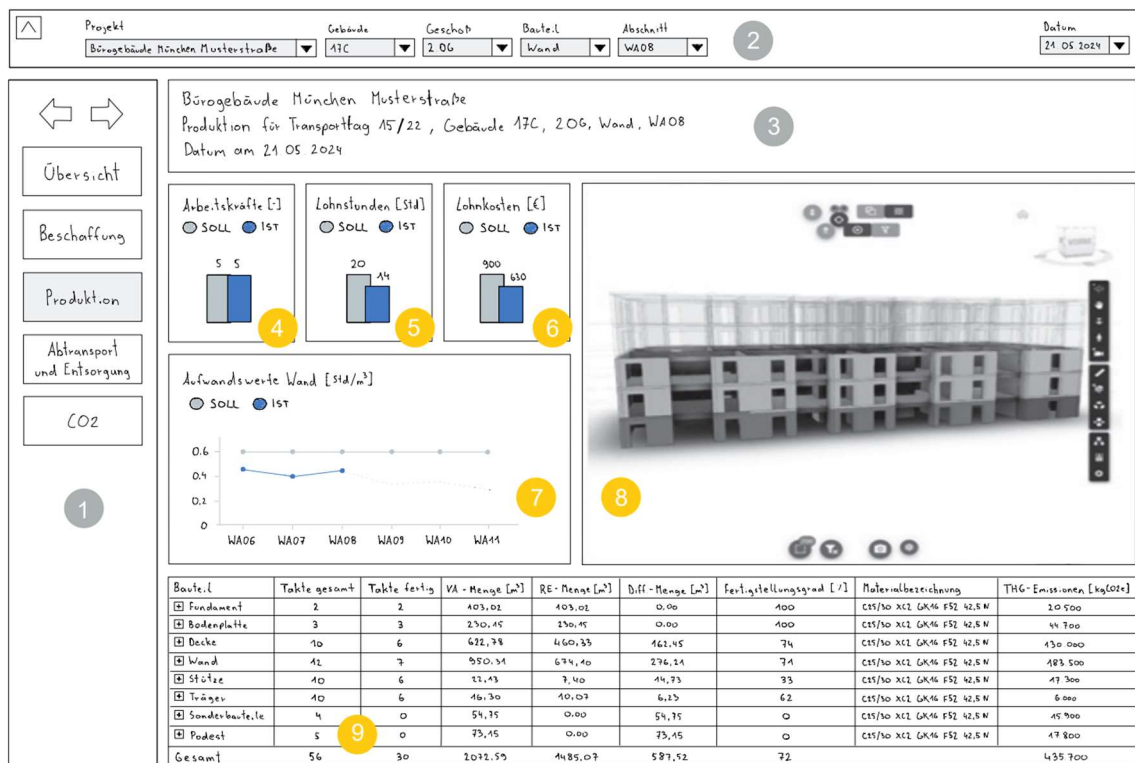 Projekt Gebäude Geschoß Bauteil Abschnitt Datum
Bürogebäude München Musterstraße 17C 2.OG Wand WA08 2 21.05.2024
Bürogebäude München Musterstraße
Produktion für Transporttag 15/22, Gebäude 17C, 2OG, Wand, WA08
Datum am 21.05.2024
3
Übersicht
Beschaffung
Produktion
Abtransport
und Entsorgung
CO2
1
Arbeitskräfte [-]
SOLL IST
5 5
4
Lohnstunden [Std]
SOLL IST
20 14
5
Lohnkosten [€]
SOLL IST
900 630
6
Aufwandswerte Wand [Std/m³]
SOLL IST
0.6
0.4
0.2
0
WA06 WA07 WA08 WA09 WA10 WA11
7
8
Bauteil Takte gesamt Takte fertig VA-Menge [m³] RE-Menge [m³] Diff-Menge [m³] Fertigstellungsgrad [/] Materialbezeichnung THG-Emissionen [kgCO2e]
Fundament 2 2 103,02 103,02 0.00 100 C25/30 XC2 GK16 F52 42,5 N 20 500
Bodenplatte 3 3 230,15 230,15 0.00 100 C25/30 XC2 GK16 F52 42,5 N 44 700
Decke 10 6 622,78 460,33 162,45 74 C25/30 XC2 GK16 F52 42,5 N 130 000
Wand 12 7 950,31 674,10 276,21 71 C25/30 XC2 GK16 F52 42,5 N 183 500
Stütze 10 6 22,13 7,40 14,73 33 C25/30 XC2 GK16 F52 42,5 N 17 300
Träger 10 6 16,30 10,07 6,23 62 C25/30 XC2 GK16 F52 42,5 N 6 000
Sonderbauteile 4 0 54,75 0.00 54,75 0 C25/30 XC2 GK16 F52 42,5 N 15 900
Podest 5 0 73,15 0.00 73,15 0 C25/30 XC2 GK16 F52 42,5 N 17 800
9
Gesamt 56 30 2072.59 1485,07 587,52 72 435 700